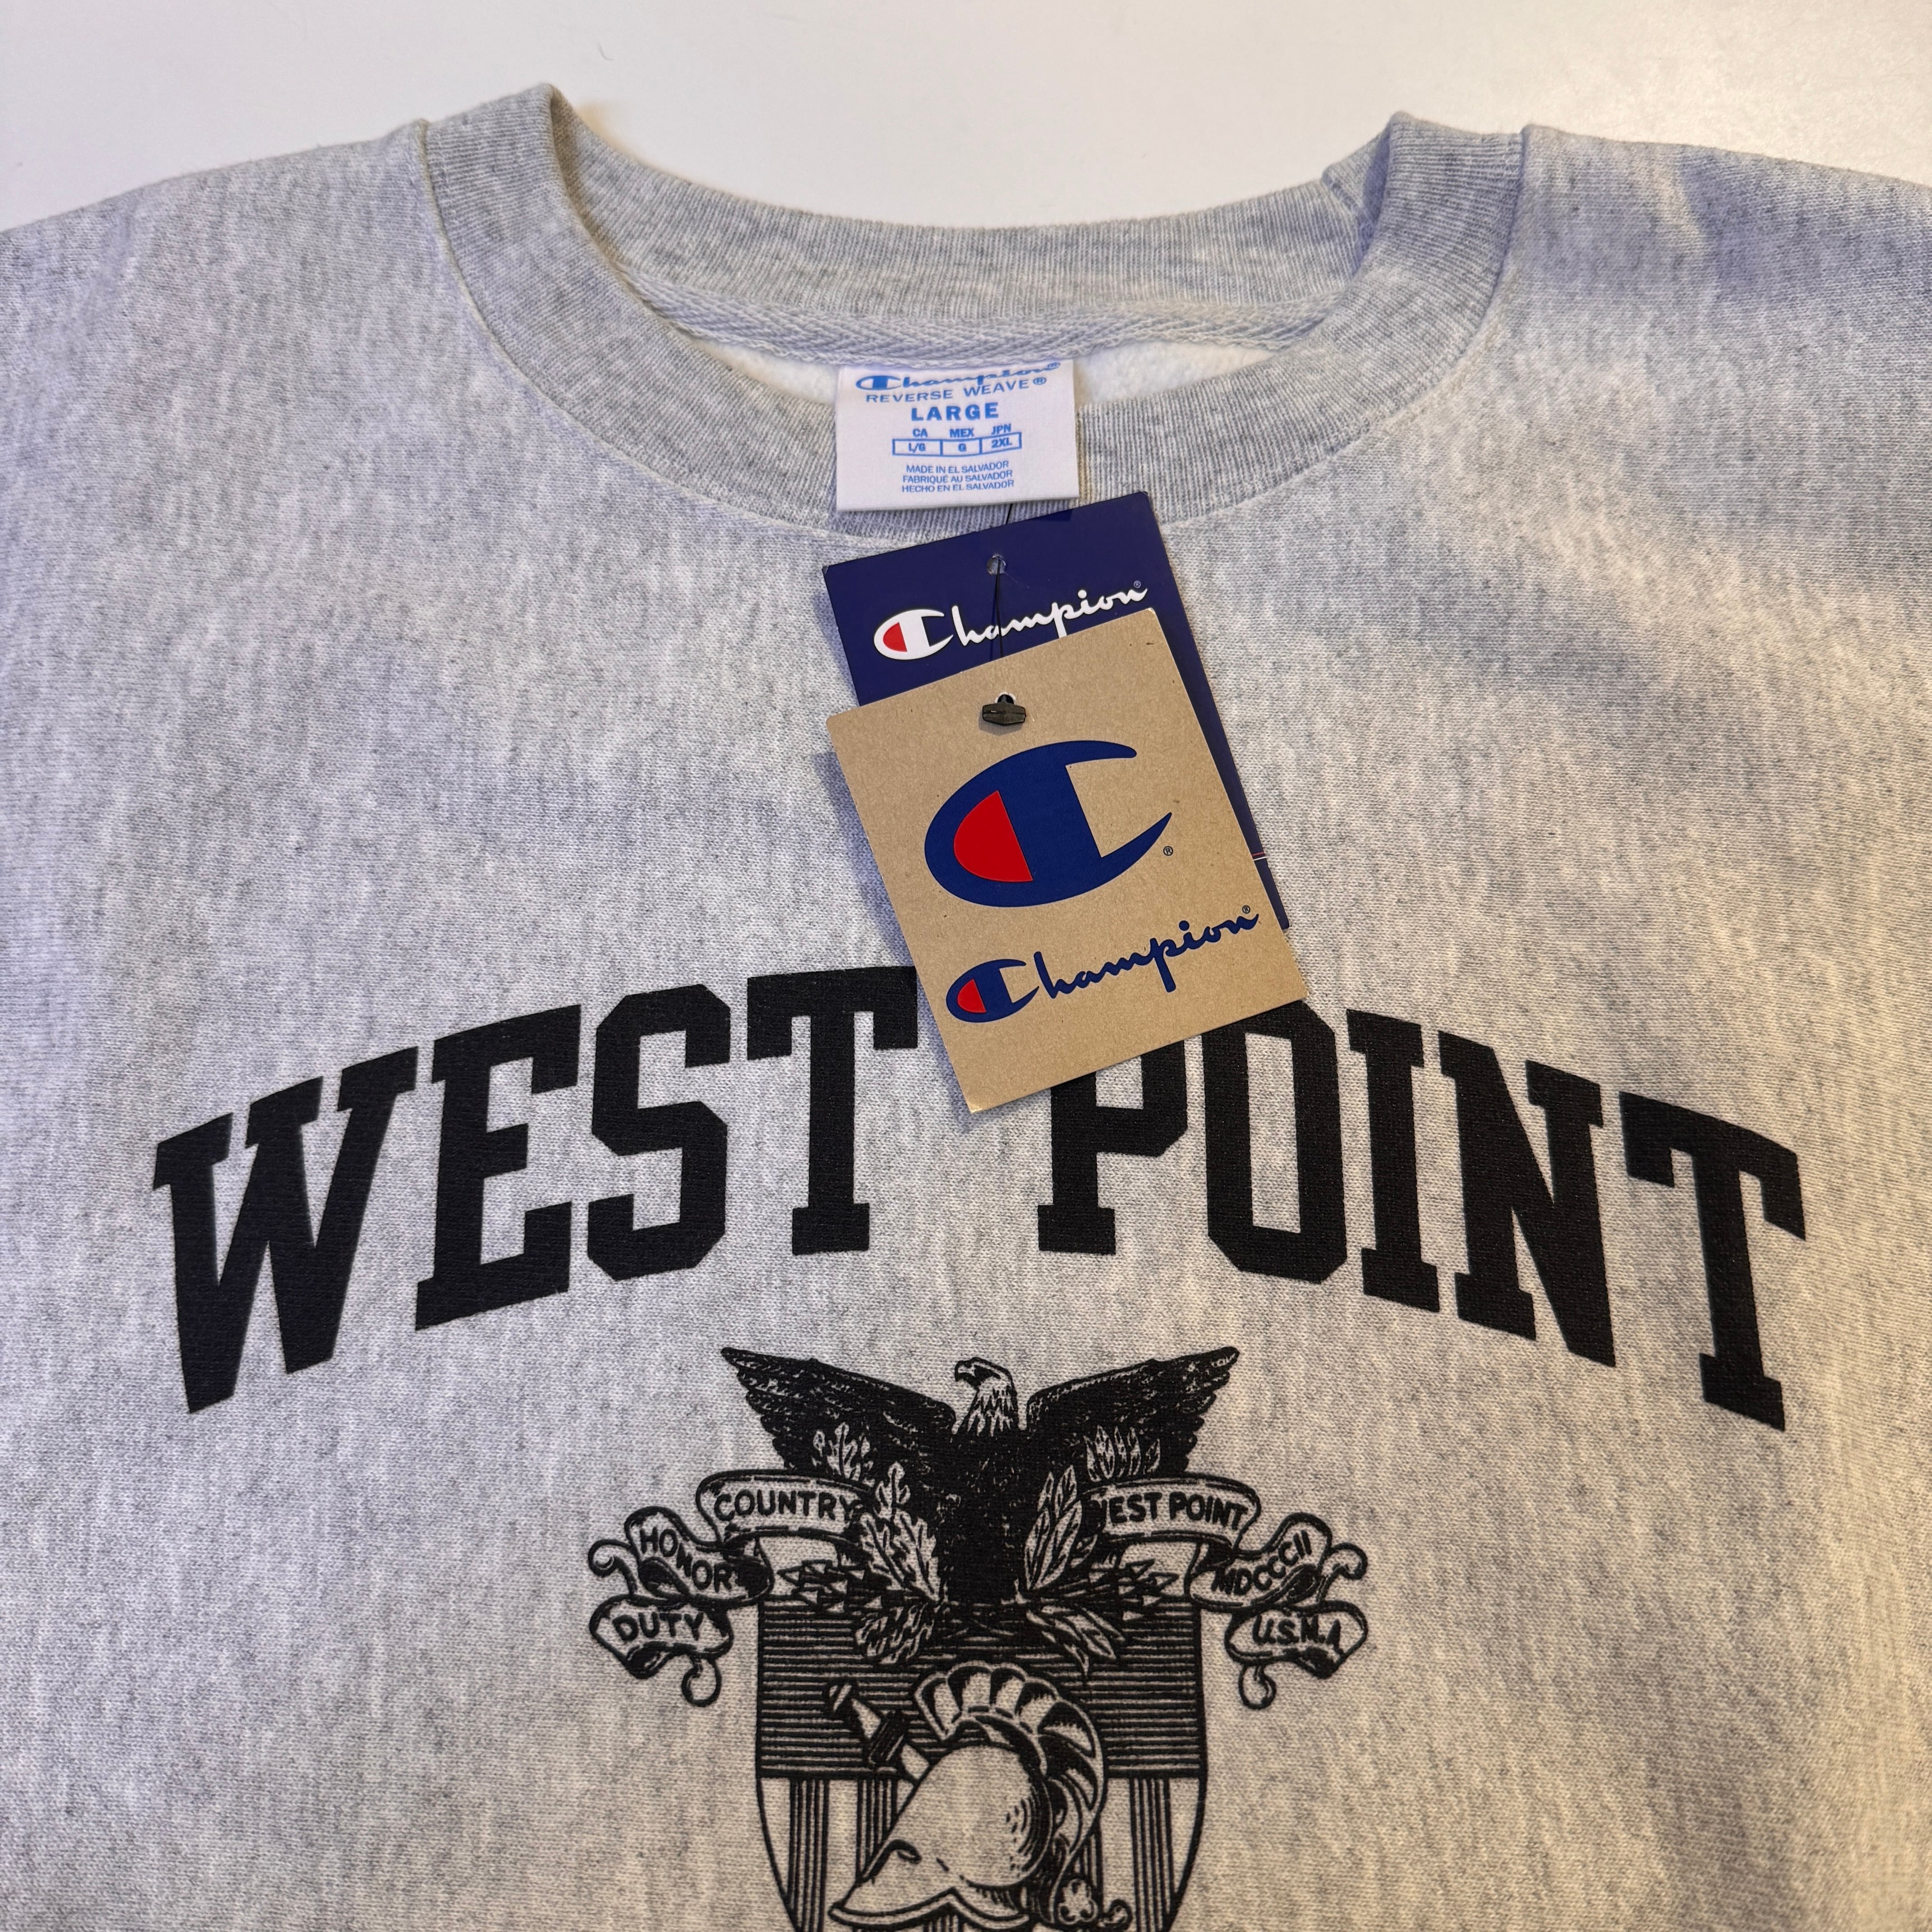 Champion®
REVERSE WEAVE®
LARGE
CA MEX JPN
L/G G 2XL
MADE IN EL SALVADOR
FABRIQUÉ AU SALVADOR
HECHO EN EL SALVADOR
Champion®
®
Champion®
WEST POINT
COUNTRY
HONOR
DUTY
WEST POINT
MDCCCII
U.S.M.A